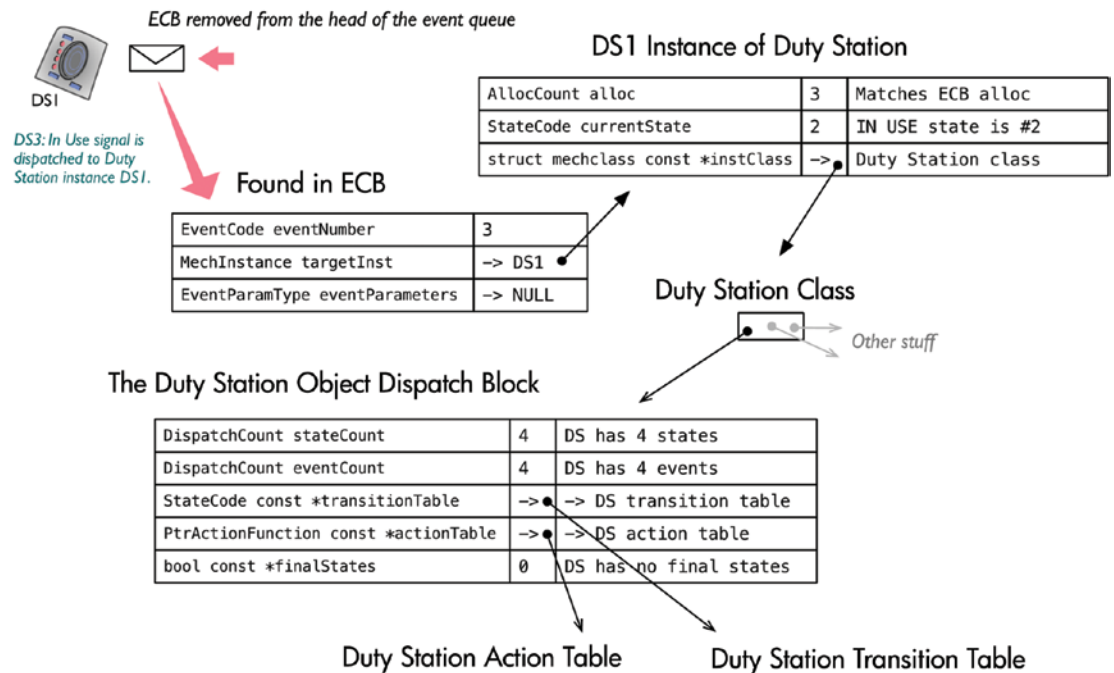 ECB removed from the head of the event queue
DS1
DS3: In Use signal is
dispatched to Duty
Station instance DS1.
DS1 Instance of Duty Station
AllocCount alloc 3 Matches ECB alloc
StateCode currentState 2 IN USE state is #2
struct mechclass const *instClass -> Duty Station class
Found in ECB
EventCode eventNumber 3
MechInstance targetInst -> DS1
EventParamType eventParameters -> NULL
Duty Station Class
Other stuff
The Duty Station Object Dispatch Block
DispatchCount stateCount 4 DS has 4 states
DispatchCount eventCount 4 DS has 4 events
StateCode const *transitionTable -> -> DS transition table
PtrActionFunction const *actionTable -> -> DS action table
bool const *finalStates 0 DS has no final states
Duty Station Action Table
Duty Station Transition Table